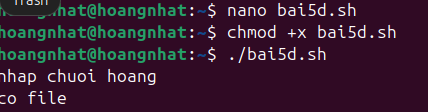 Trash
hoangnhat@hoangnhat:~$ nano bai5d.sh
hoangnhat@hoangnhat:~$ chmod +x bai5d.sh
hoangnhat@hoangnhat:~$ ./bai5d.sh
nhap chuoi hoang
co file